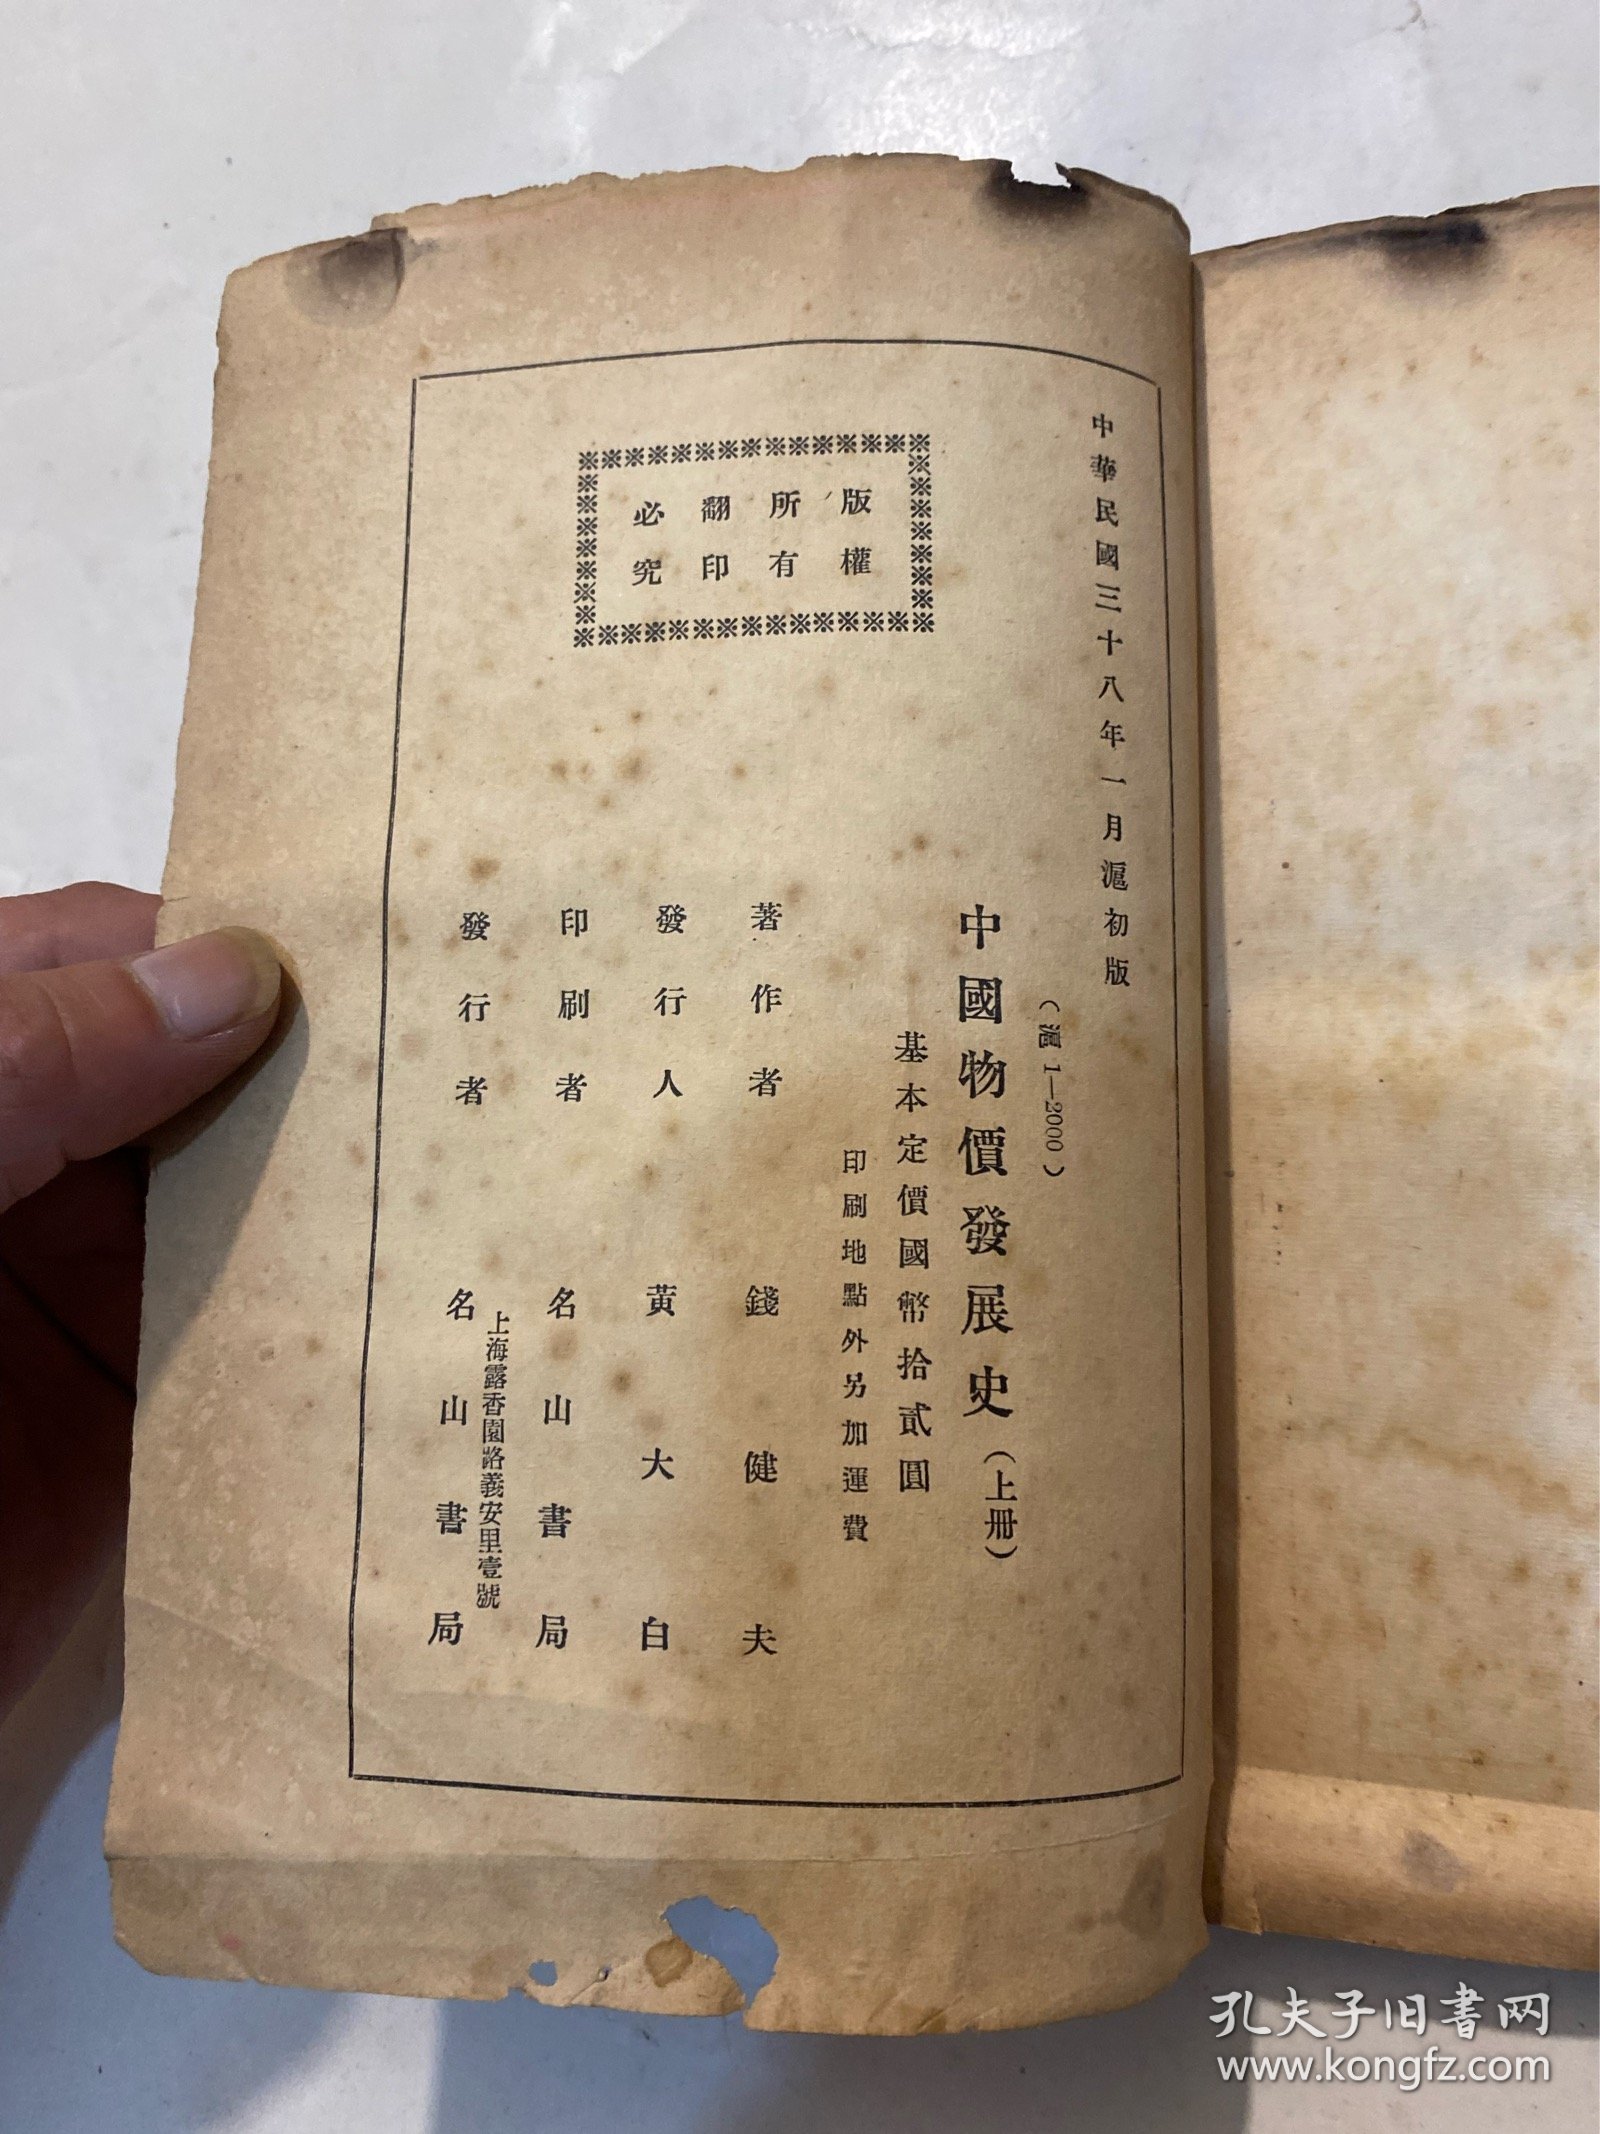 中華民國三十八年一月滬初版
（滬1—2000）
中國物價發展史（上册）
基本定價國幣拾貳圓
印刷地點外另加運費
版權
所有
翻印
必究
著作者 錢健夫
發行人 黃大白
印刷者 名山書局
上海露香園路義安里壹號
發行者 名山書局
孔夫子旧書网
www.kongfz.com